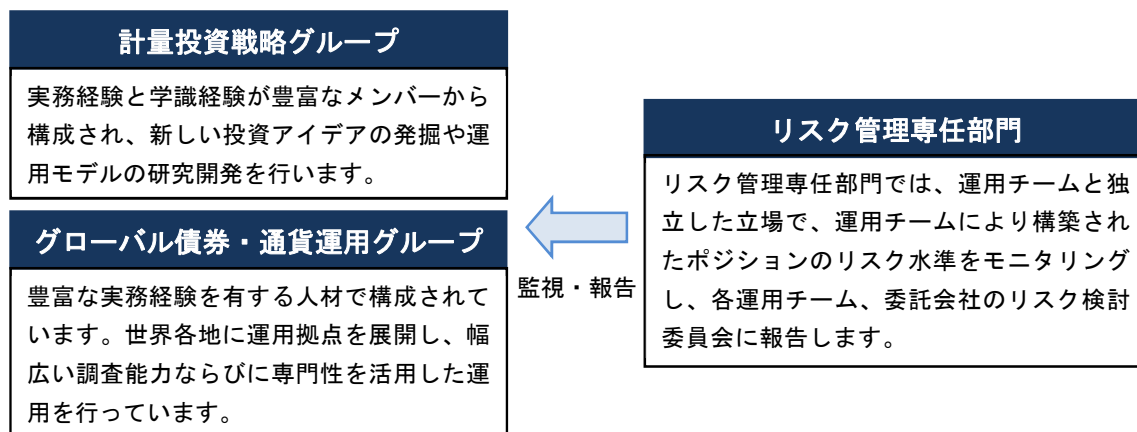 計量投資戦略グループ
実務経験と学識経験が豊富なメンバーから
構成され、新しい投資アイデアの発掘や運
用モデルの研究開発を行います。
グローバル債券・通貨運用グループ
豊富な実務経験を有する人材で構成されて
います。世界各地に運用拠点を展開し、幅
広い調査能力ならびに専門性を活用した運
用を行っています。
監視・報告
リスク管理専任部門
リスク管理専任部門では、運用チームと独
立した立場で、運用チームにより構築され
たポジションのリスク水準をモニタリング
し、各運用チーム、委託会社のリスク検討
委員会に報告します。